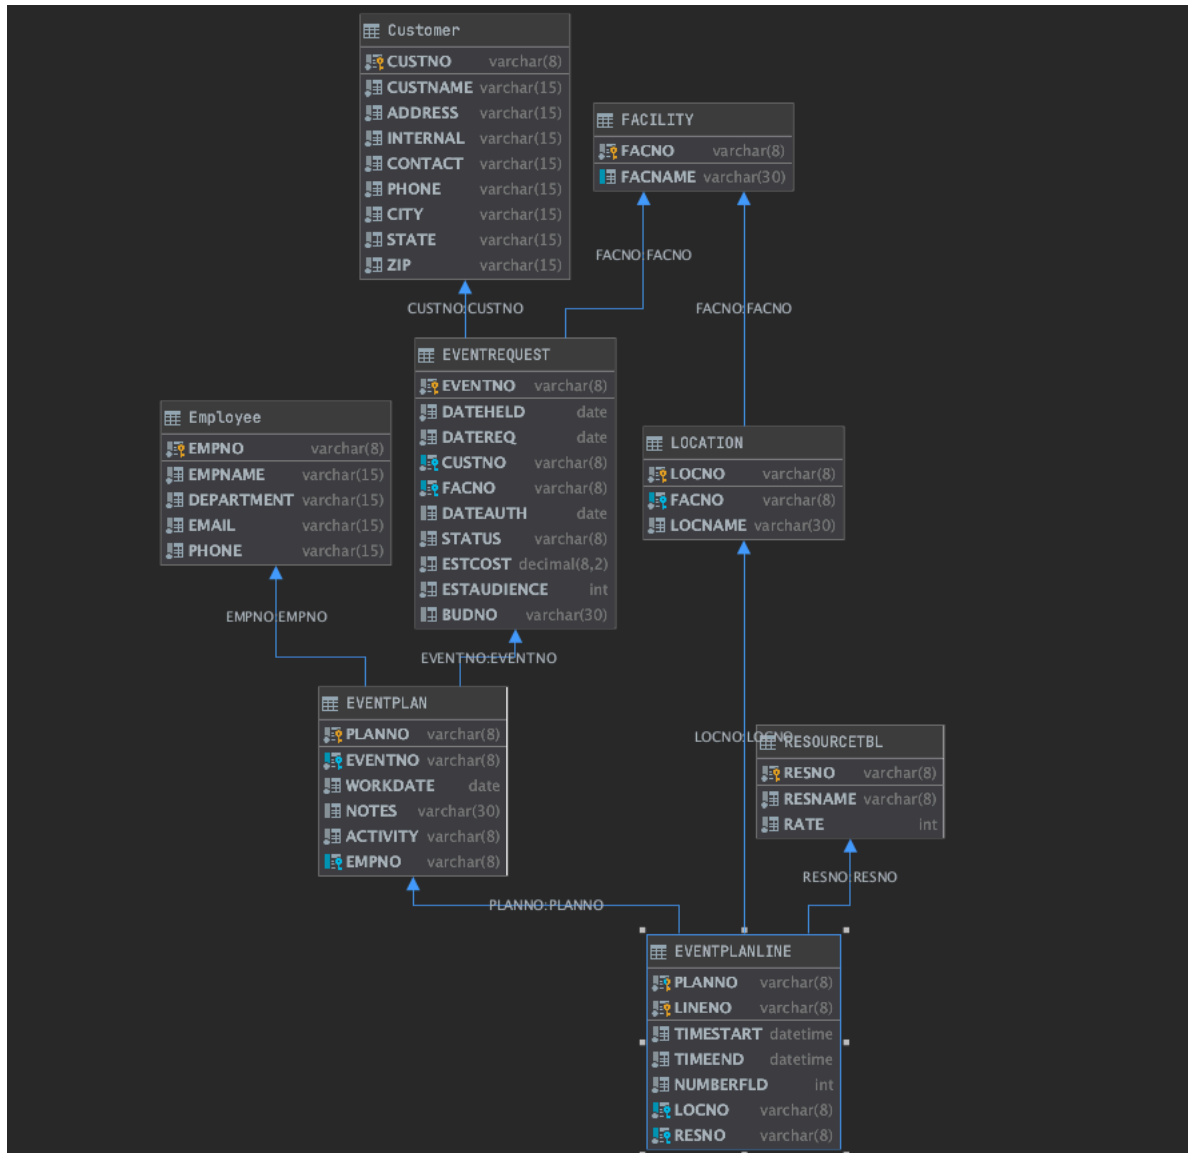 Customer
CUSTNO varchar(8)
CUSTNAME varchar(15)
ADDRESS varchar(15)
INTERNAL varchar(15)
CONTACT varchar(15)
PHONE varchar(15)
CITY varchar(15)
STATE varchar(15)
ZIP varchar(15)
FACILITY
FACNO varchar(8)
FACNAME varchar(30)
FACNO:FACNO
CUSTNO:CUSTNO
FACNO:FACNO
EVENTREQUEST
EVENTNO varchar(8)
DATEHELD date
DATEREQ date
CUSTNO varchar(8)
FACNO varchar(8)
DATEAUTH date
STATUS varchar(8)
ESTCOST decimal(8,2)
ESTAUDIENCE int
BUDNO varchar(30)
Employee
EMPNO varchar(8)
EMPNAME varchar(15)
DEPARTMENT varchar(15)
EMAIL varchar(15)
PHONE varchar(15)
LOCATION
LOCNO varchar(8)
FACNO varchar(8)
LOCNAME varchar(30)
EMPNO:EMPNO
EVENTNO:EVENTNO
EVENTPLAN
PLANNO varchar(8)
EVENTNO varchar(8)
WORKDATE date
NOTES varchar(30)
ACTIVITY varchar(8)
EMPNO varchar(8)
LOCNO:LOCNO
RESOURCETBL
RESNO varchar(8)
RESNAME varchar(8)
RATE int
RESNO:RESNO
PLANNO:PLANNO
EVENTPLANLINE
PLANNO varchar(8)
LINENO varchar(8)
TIMESTART datetime
TIMEEND datetime
NUMBERFLD int
LOCNO varchar(8)
RESNO varchar(8)